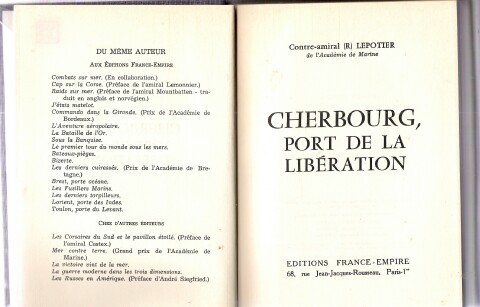 DU MÊME AUTEUR
AUX ÉDITIONS FRANCE-EMPIRE
Combats sur mer. (En collaboration.)
Cap sur la Corse. (Préface de l'amiral Lemonnier.)
Raids sur mer. (Préface de l'amiral Mountbatten - tra-
duit en anglais et norvégien.)
J'étais matelot.
Commando dans la Gironde. (Prix de l'Académie de
Bordeaux.)
L'Aventure aéropolaire.
La Bataille de l'Or.
Sous la Banquise.
Le premier tour du monde sous les mers.
Bateaux-pièges.
Bizerte.
Les derniers cuirassés. (Prix de l'Académie de Bre-
tagne.)
Brest, porte océane.
Les Fusiliers Marins.
Les derniers torpilleurs.
Lorient, porte des Indes.
Toulon, porte du Levant.
CHEZ D'AUTRES ÉDITEURS
Les Corsaires du Sud et le pavillon étoilé. (Préface de
l'amiral Castex.)
Mer contre terre. (Grand prix de l'Académie de
Marine.)
La victoire vint de la mer.
La guerre moderne dans les trois dimensions.
Les Russes en Amérique. (Préface d'André Siegfried.)
Contre-amiral (R) LEPOTIER
de l'Académie de Marine
CHERBOURG,
PORT DE LA
LIBÉRATION
EDITIONS FRANCE-EMPIRE
68, rue Jean-Jacques-Rousseau, Paris-1er